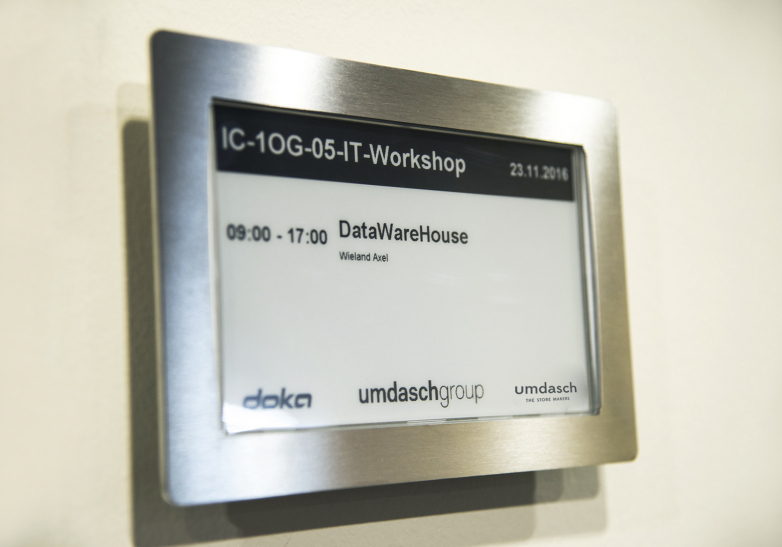 IC-1OG-05-IT-Workshop 23.11.2016
09:00 - 17:00 DataWareHouse
Wieland Axel
doka umdaschgroup umdasch
THE STORE MAKERS